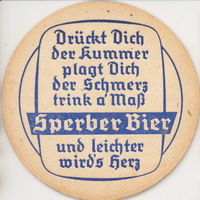 Drückt Dich
der Kummer
plagt Dich
der Schmerz
trink a' Maß
Sperber Bier
und leichter
wird's Herz